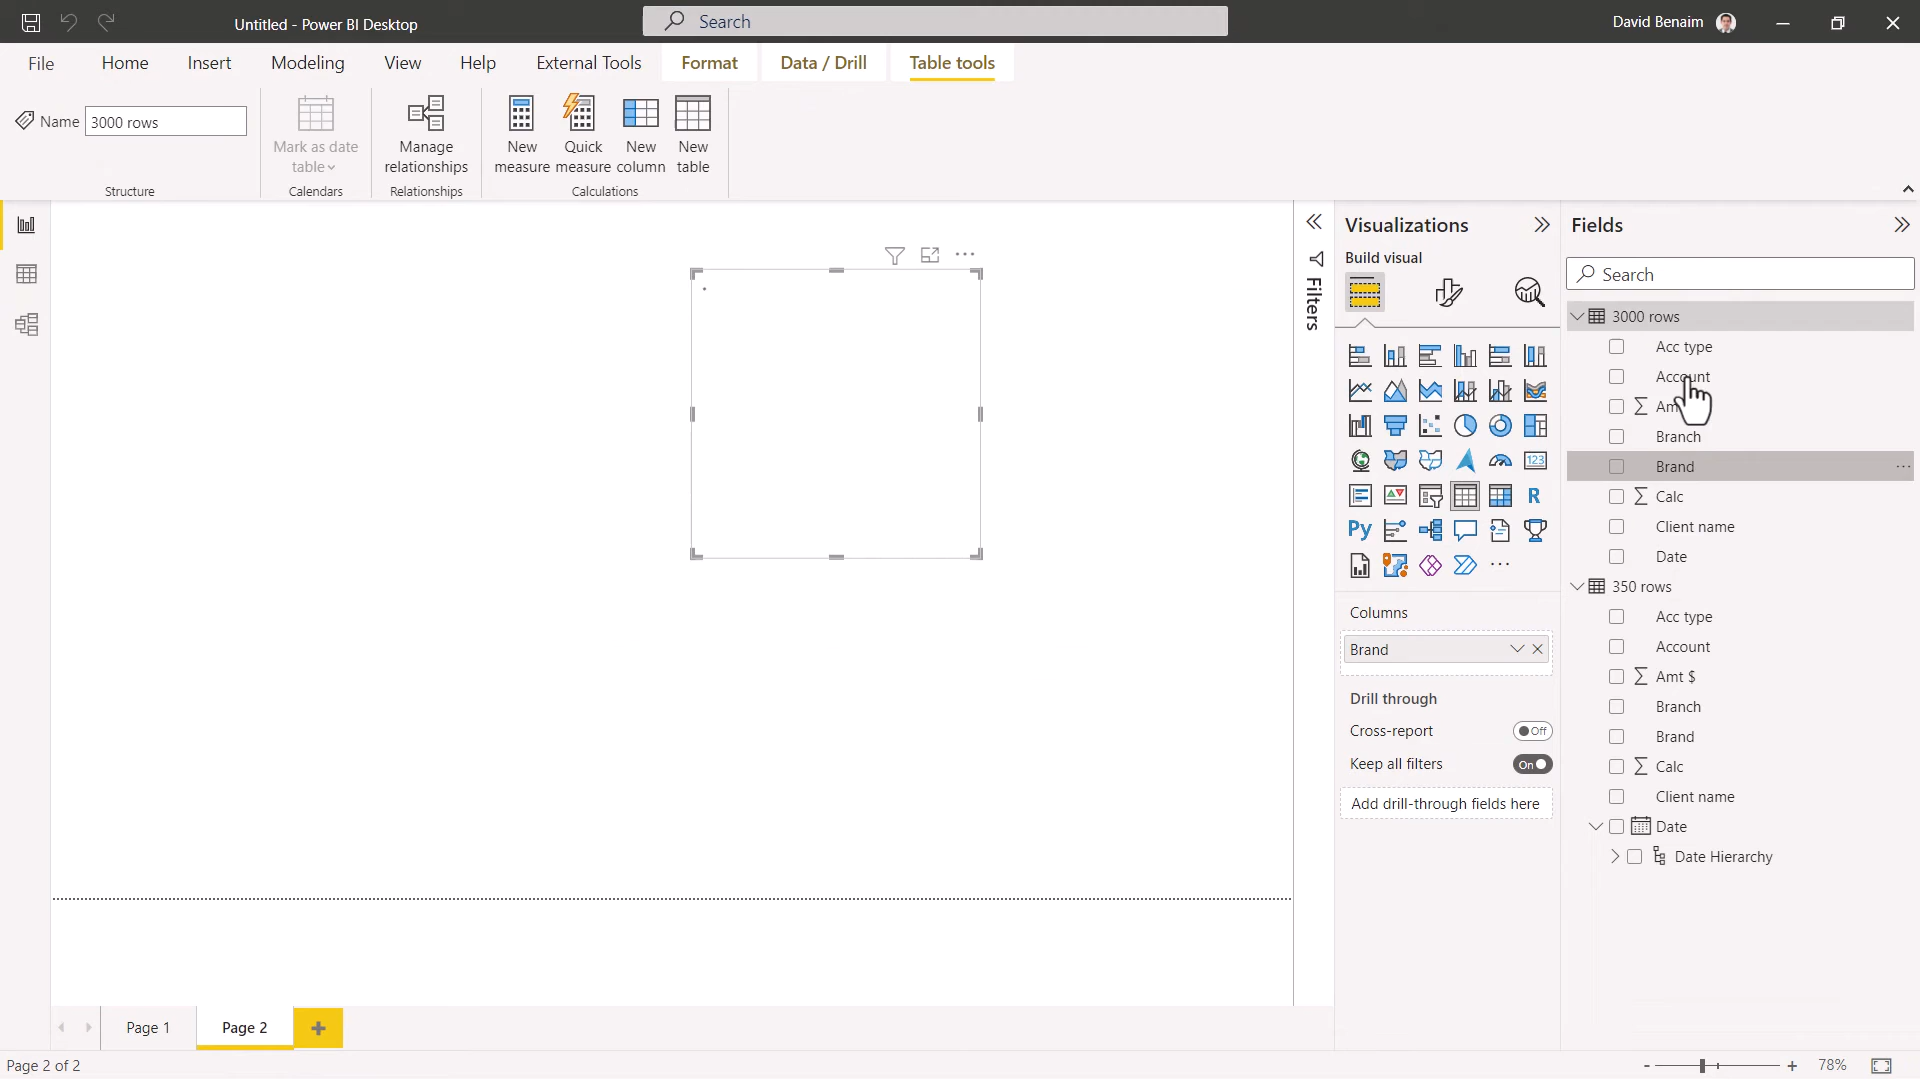 Untitled - Power BI Desktop
Search
David Benaim
File
Home
Insert
Modeling
View
Help
External Tools
Format
Data / Drill
Table tools
Name
3000 rows
Mark as date
table
Manage
relationships
New
measure
Quick
measure
New
column
New
table
Structure
Calendars
Relationships
Calculations
Filters
Visualizations
Build visual
R
Py
123
Columns
Brand
Drill through
Cross-report
Off
Keep all filters
On
Add drill-through fields here
Fields
Search
3000 rows
Acc type
Account
Am
Branch
Brand
Calc
Client name
Date
350 rows
Acc type
Account
Amt $
Branch
Brand
Calc
Client name
Date
Date Hierarchy
Page 1
Page 2
Page 2 of 2
78%